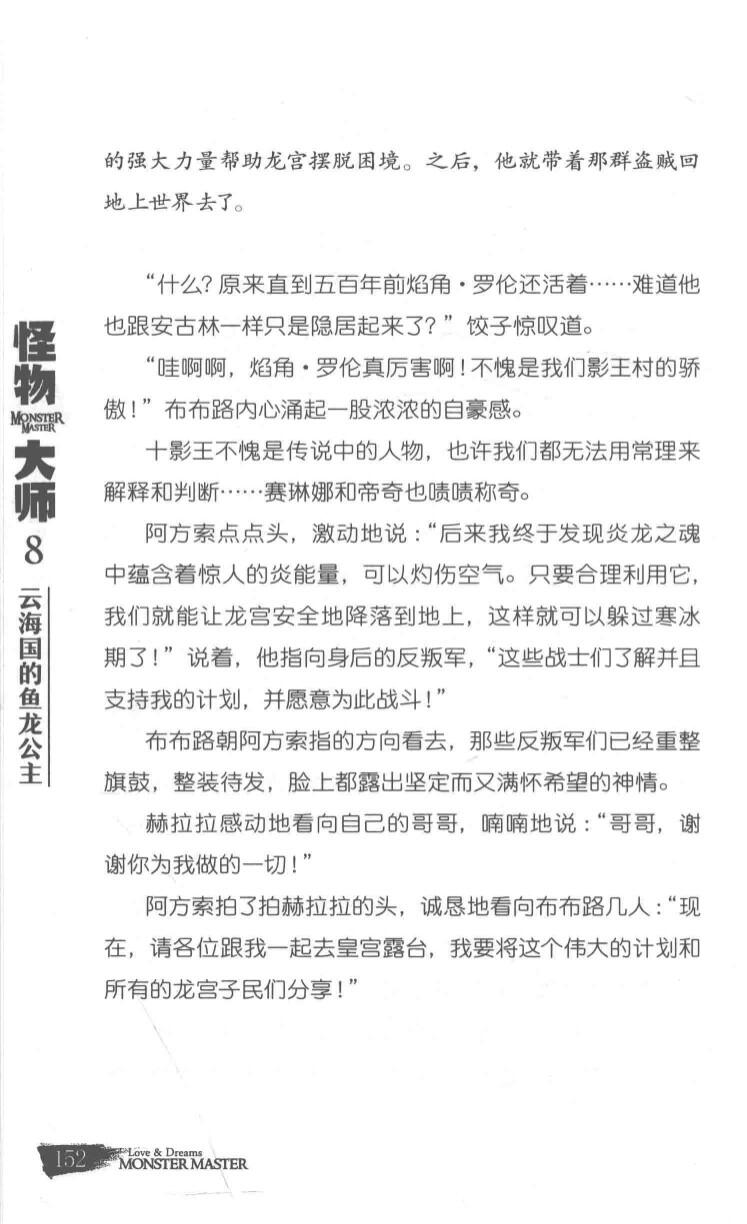 的强大力量帮助龙宫摆脱困境。之后，他就带着那群盗贼回
地上世界去了。
“什么？原来直到五百年前焰角·罗伦还活着……难道他
也跟安古林一样只是隐居起来了？”饺子惊叹道。
“哇啊啊，焰角·罗伦真厉害啊！不愧是我们影王村的骄
傲！”布布路内心涌起一股浓浓的自豪感。
十影王不愧是传说中的人物，也许我们都无法用常理来
解释和判断……赛琳娜和帝奇也啧啧称奇。
阿方索点点头，激动地说：“后来我终于发现炎龙之魂
中蕴含着惊人的炎能量，可以灼伤空气。只要合理利用它，
我们就能让龙宫安全地降落到地上，这样就可以躲过寒冰
期了！”说着，他指向身后的反叛军，“这些战士们了解并且
支持我的计划，并愿意为此战斗！”
布布路朝阿方索指的方向看去，那些反叛军们已经重整
旗鼓，整装待发，脸上都露出坚定而又满怀希望的神情。
赫拉拉感动地看向自己的哥哥，喃喃地说：“哥哥，谢
谢你为我做的一切！”
阿方索拍了拍赫拉拉的头，诚恳地看向布布路几人：“现
在，请各位跟我一起去皇宫露台，我要将这个伟大的计划和
所有的龙宫子民们分享！”
怪物
MONSTER
MASTER
大师
8
云海国的鱼龙公主
152
Love & Dreams
MONSTER MASTER